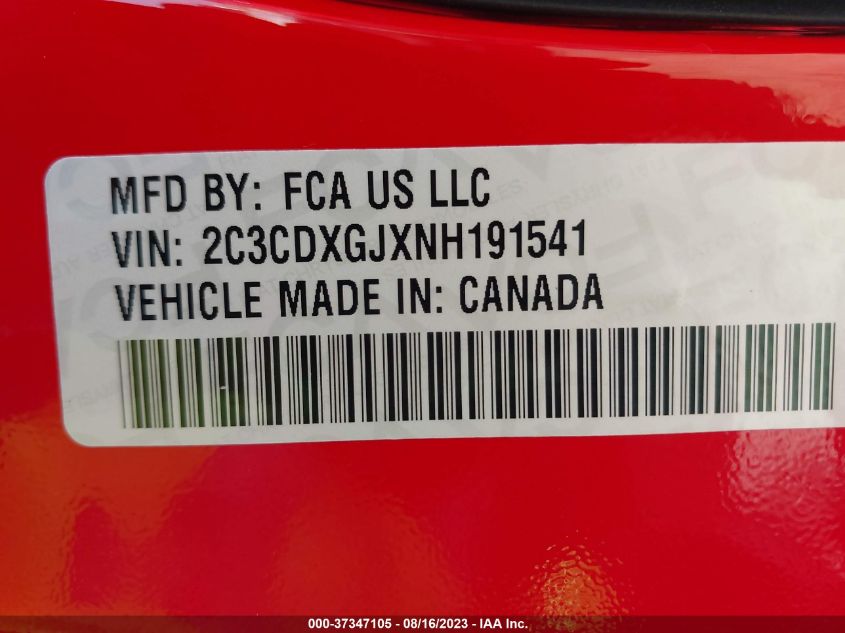 MFD BY: FCA US LLC
VIN: 2C3CDXGJXNH191541
VEHICLE MADE IN: CANADA
000-37347105 - 08/16/2023 - IAA Inc.